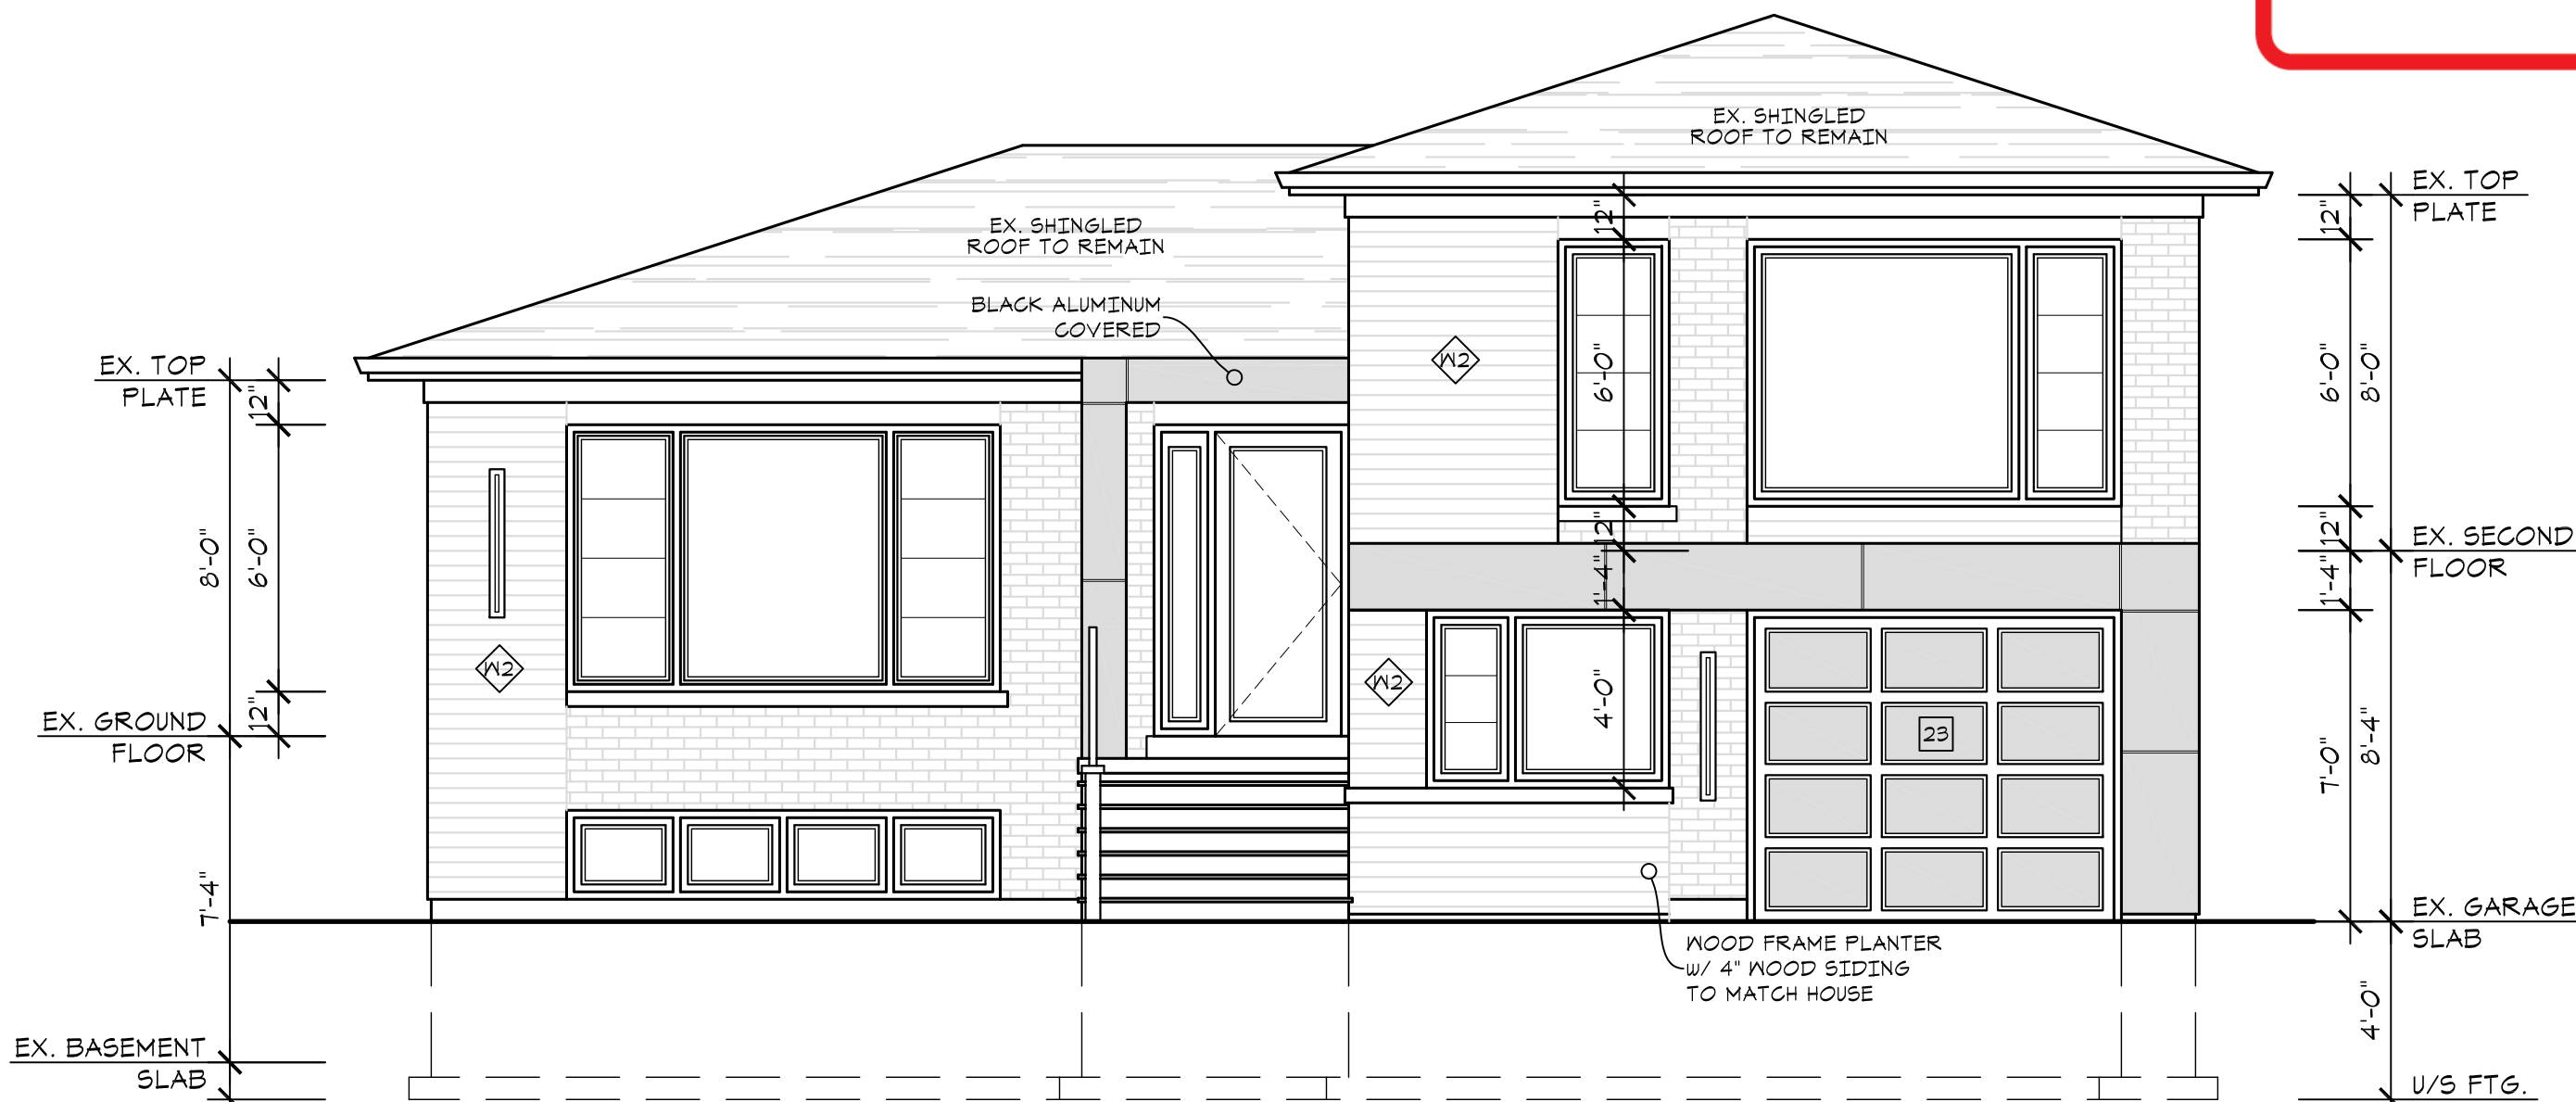 EX. SHINGLED
ROOF TO REMAIN
EX. SHINGLED
ROOF TO REMAIN
BLACK ALUMINUM
COVERED
EX. TOP
PLATE
12"
8'-0"
6'-0"
12"
EX. GROUND
FLOOR
7'-4"
EX. BASEMENT
SLAB
W2
W2
W2
12"
6'-0"
12"
1'-4"
4'-0"
23
WOOD FRAME PLANTER
W/ 4" WOOD SIDING
TO MATCH HOUSE
EX. TOP
PLATE
12"
6'-0"
8'-0"
12"
EX. SECOND
FLOOR
1'-4"
7'-0"
8'-4"
EX. GARAGE
SLAB
4'-0"
U/S FTG.